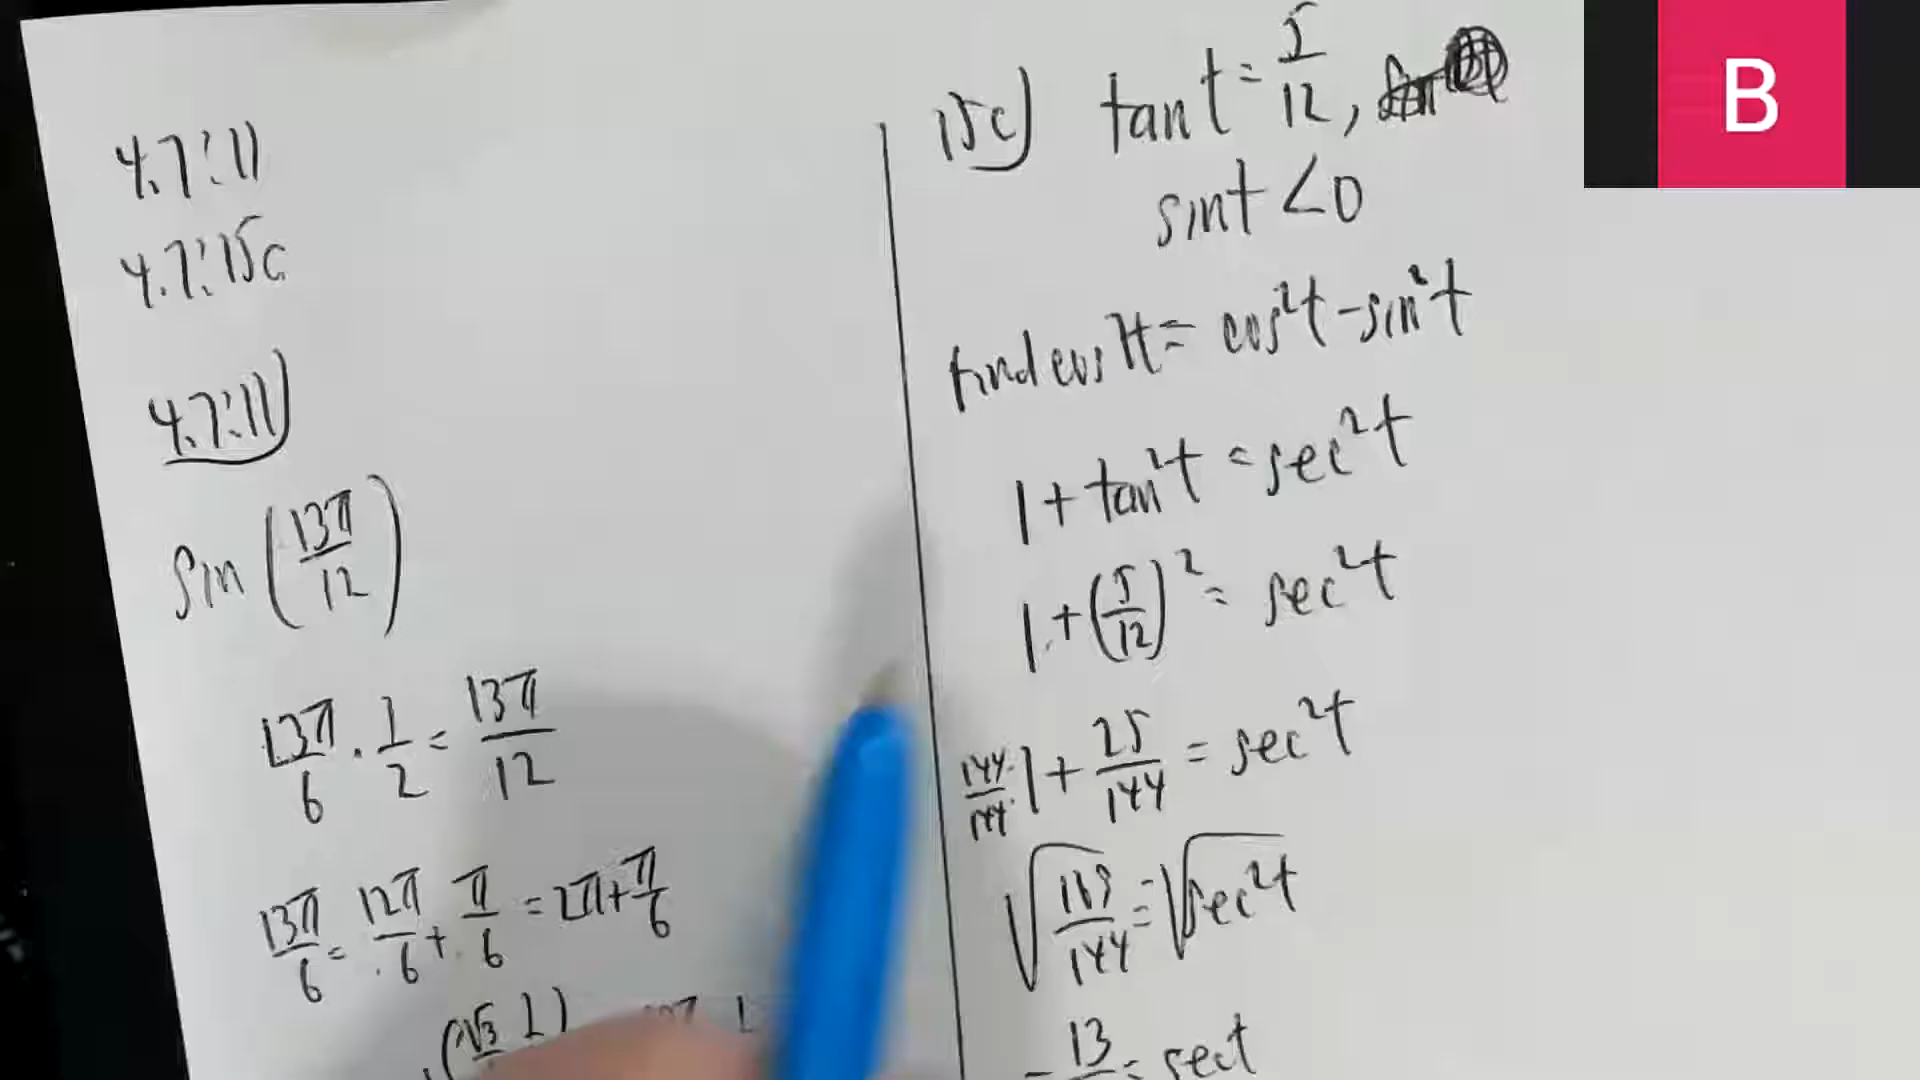 4.7:11
4.7:15c
4.7:11)
sin (13π/12)
13π/6 · 1/2 = 13π/12
13π/6 = 12π/6 + π/6 = 2π + π/6
(√3 1)
15c) tan t = 5/12,
sin t < 0
find cos 2t = cos²t - sin²t
1 + tan²t = sec²t
1 + (5/12)² = sec²t
144/144 · 1 + 25/144 = sec²t
√169/144 = √sec²t
- 13 = sec t
B